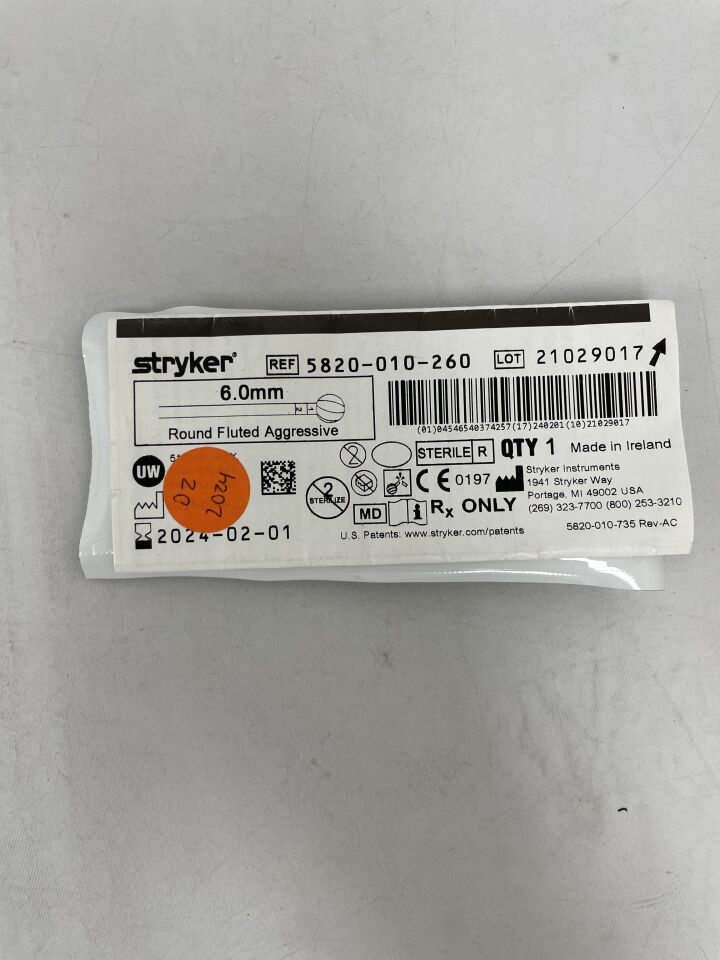 stryker®
REF 5820-010-260
LOT 21029017
6.0mm
2 1
Round Fluted Aggressive
(01)04546540374257(17)240201(10)21029017
UW
02
2024
2024-02-01
2
2
STERILIZE
STERILE R
QTY 1 Made in Ireland
CE 0197
Stryker Instruments
1941 Stryker Way
Portage, MI 49002 USA
(269) 323-7700 (800) 253-3210
MD
i
Rx ONLY
U.S. Patents: www.stryker.com/patents
5820-010-735 Rev-AC